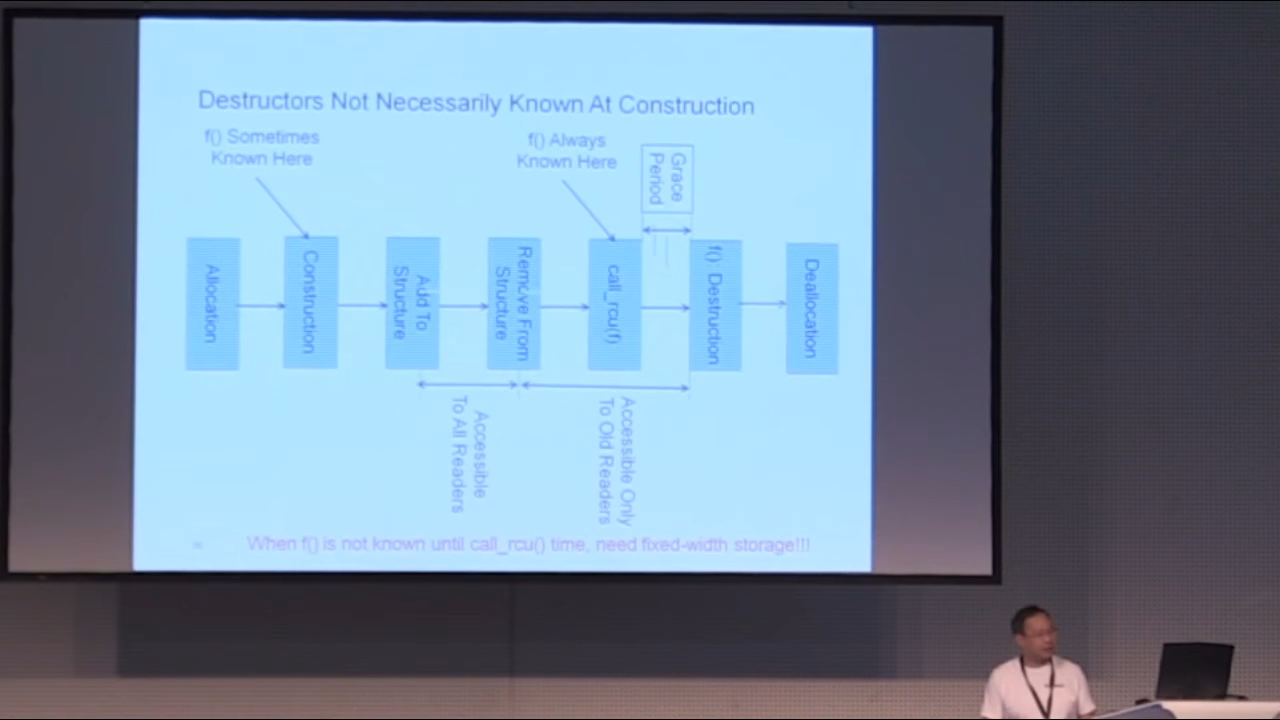 Destructors Not Necessarily Known At Construction
f() Sometimes
Known Here
f() Always
Known Here
Grace
Period
Allocation
Construction
Add To
Structure
Remove From
Structure
call_rcu(f)
f() Destruction
Deallocation
Accessible
To All Readers
Accessible Only
To Old Readers
When f() is not known until call_rcu() time, need fixed-width storage!!!